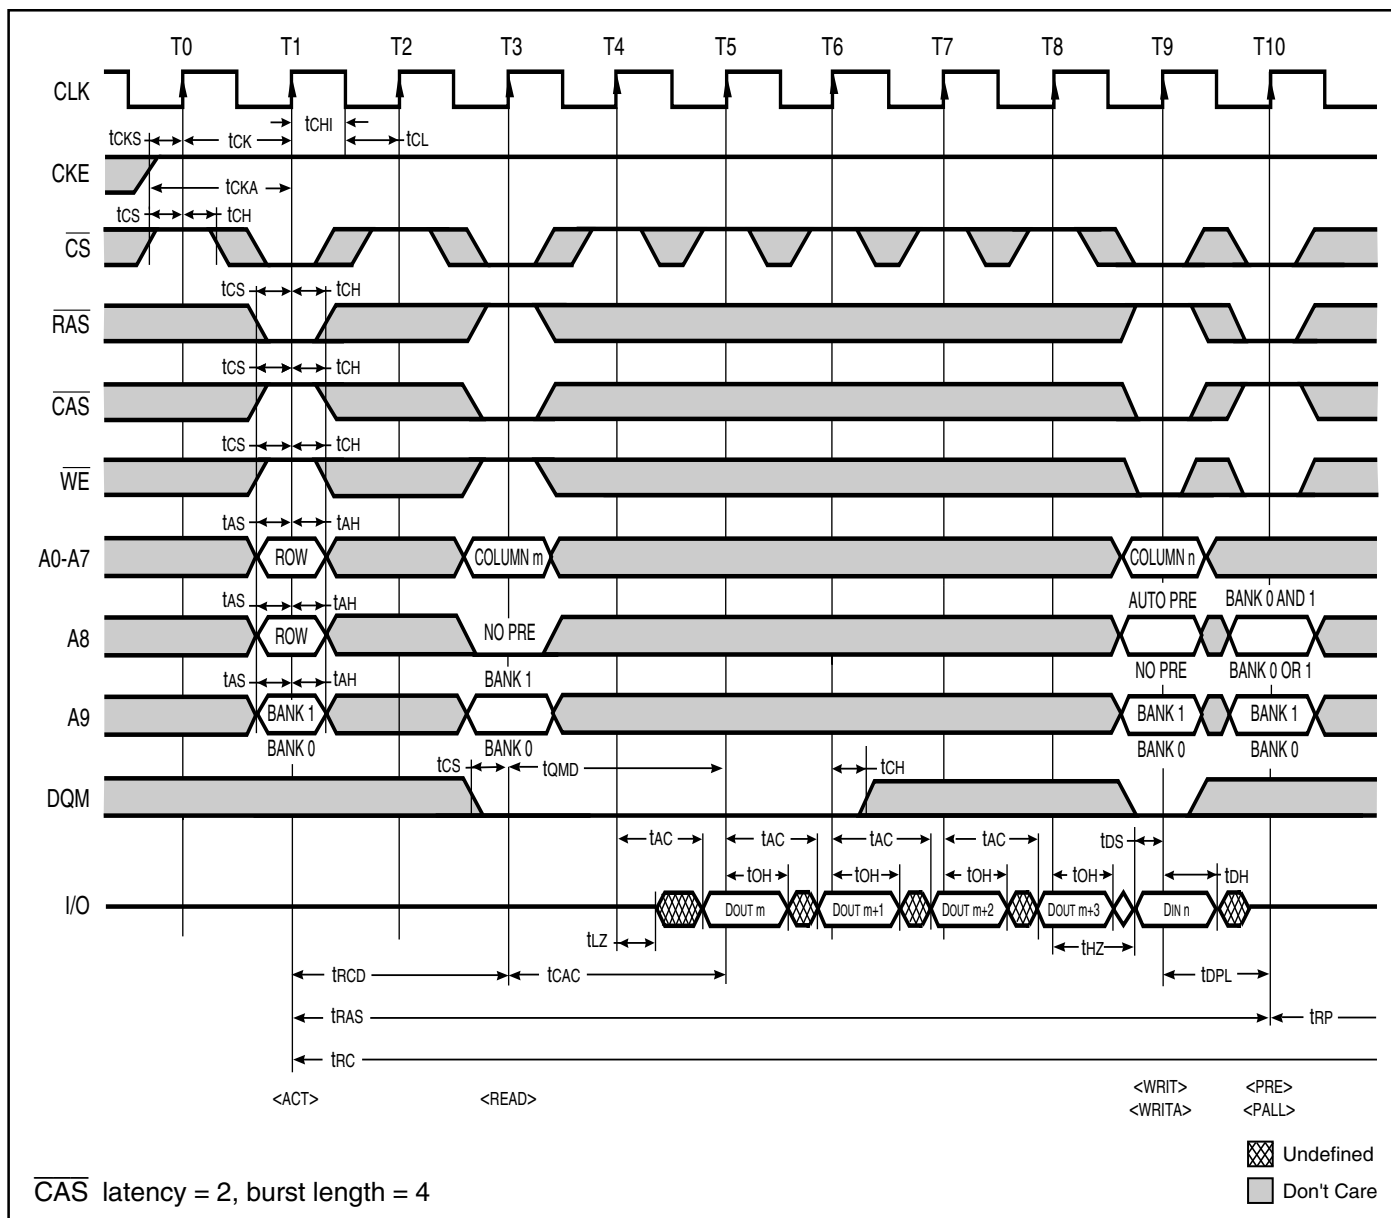 T0 T1 T2 T3 T4 T5 T6 T7 T8 T9 T10
CLK
tCHI
tCKS tCK tCL
CKE
tCKA
tCS tCH
CS
tCS tCH
RAS
tCS tCH
CAS
tCS tCH
WE
tAS tAH
A0-A7 ROW COLUMN m COLUMN n
tAS tAH AUTO PRE BANK 0 AND 1
A8 ROW NO PRE
tAS tAH BANK 1 NO PRE BANK 0 OR 1
A9 BANK 1 BANK 1 BANK 1
BANK 0 BANK 0 BANK 0 BANK 0
tCS tQMD tCH
DQM
tAC tAC tAC tAC tDS
tOH tOH tOH tOH tDH
I/O DOUT m DOUT m+1 DOUT m+2 DOUT m+3 DIN n
tLZ tHZ
tRCD tCAC tDPL
tRAS tRP
tRC
<ACT> <READ> <WRIT> <PRE>
<WRITA> <PALL>
Undefined
CAS latency = 2, burst length = 4 Don't Care